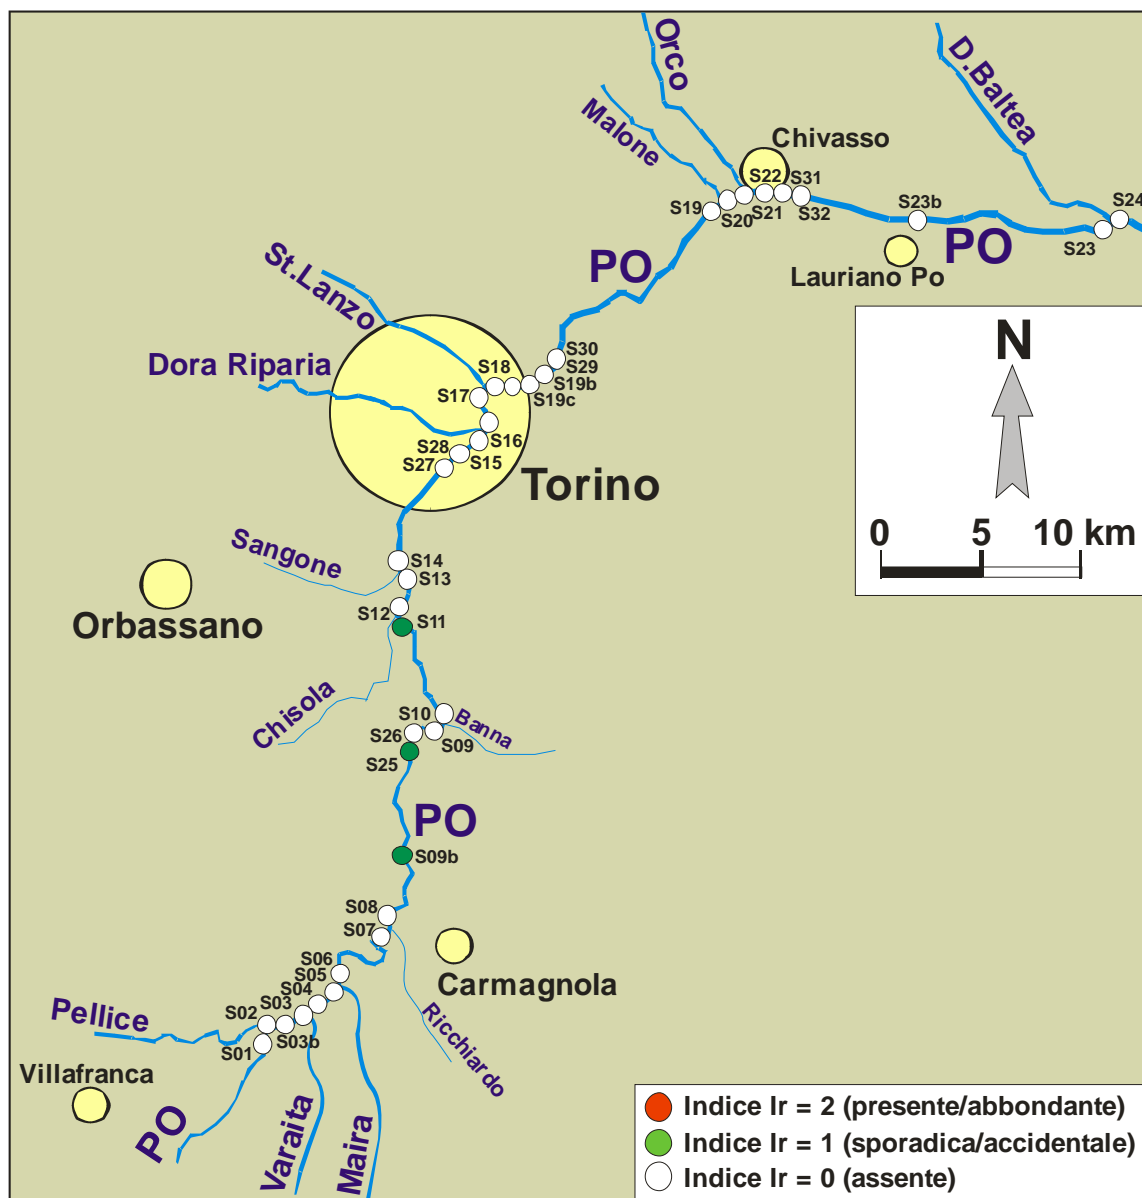 Orco
D.Baltea
Malone
Chivasso
S22
S31
S19
S20
S21
S32
S23b
S24
S23
PO
PO
Lauriano Po
St.Lanzo
Dora Riparia
N
S30
S29
S18
S19b
S17
S19c
S16
S28
S15
S27
Torino
0 5 10 km
Sangone
S14
S13
Orbassano
S12
S11
Chisola
S10
Banna
S26
S09
S25
PO
S09b
S08
S07
Carmagnola
S06
S05
S04
S03
S02
S03b
S01
Pellice
Ricchiardo
Villafranca
PO
Varaita
Maira
Indice Ir = 2 (presente/abbondante)
Indice Ir = 1 (sporadica/accidentale)
Indice Ir = 0 (assente)